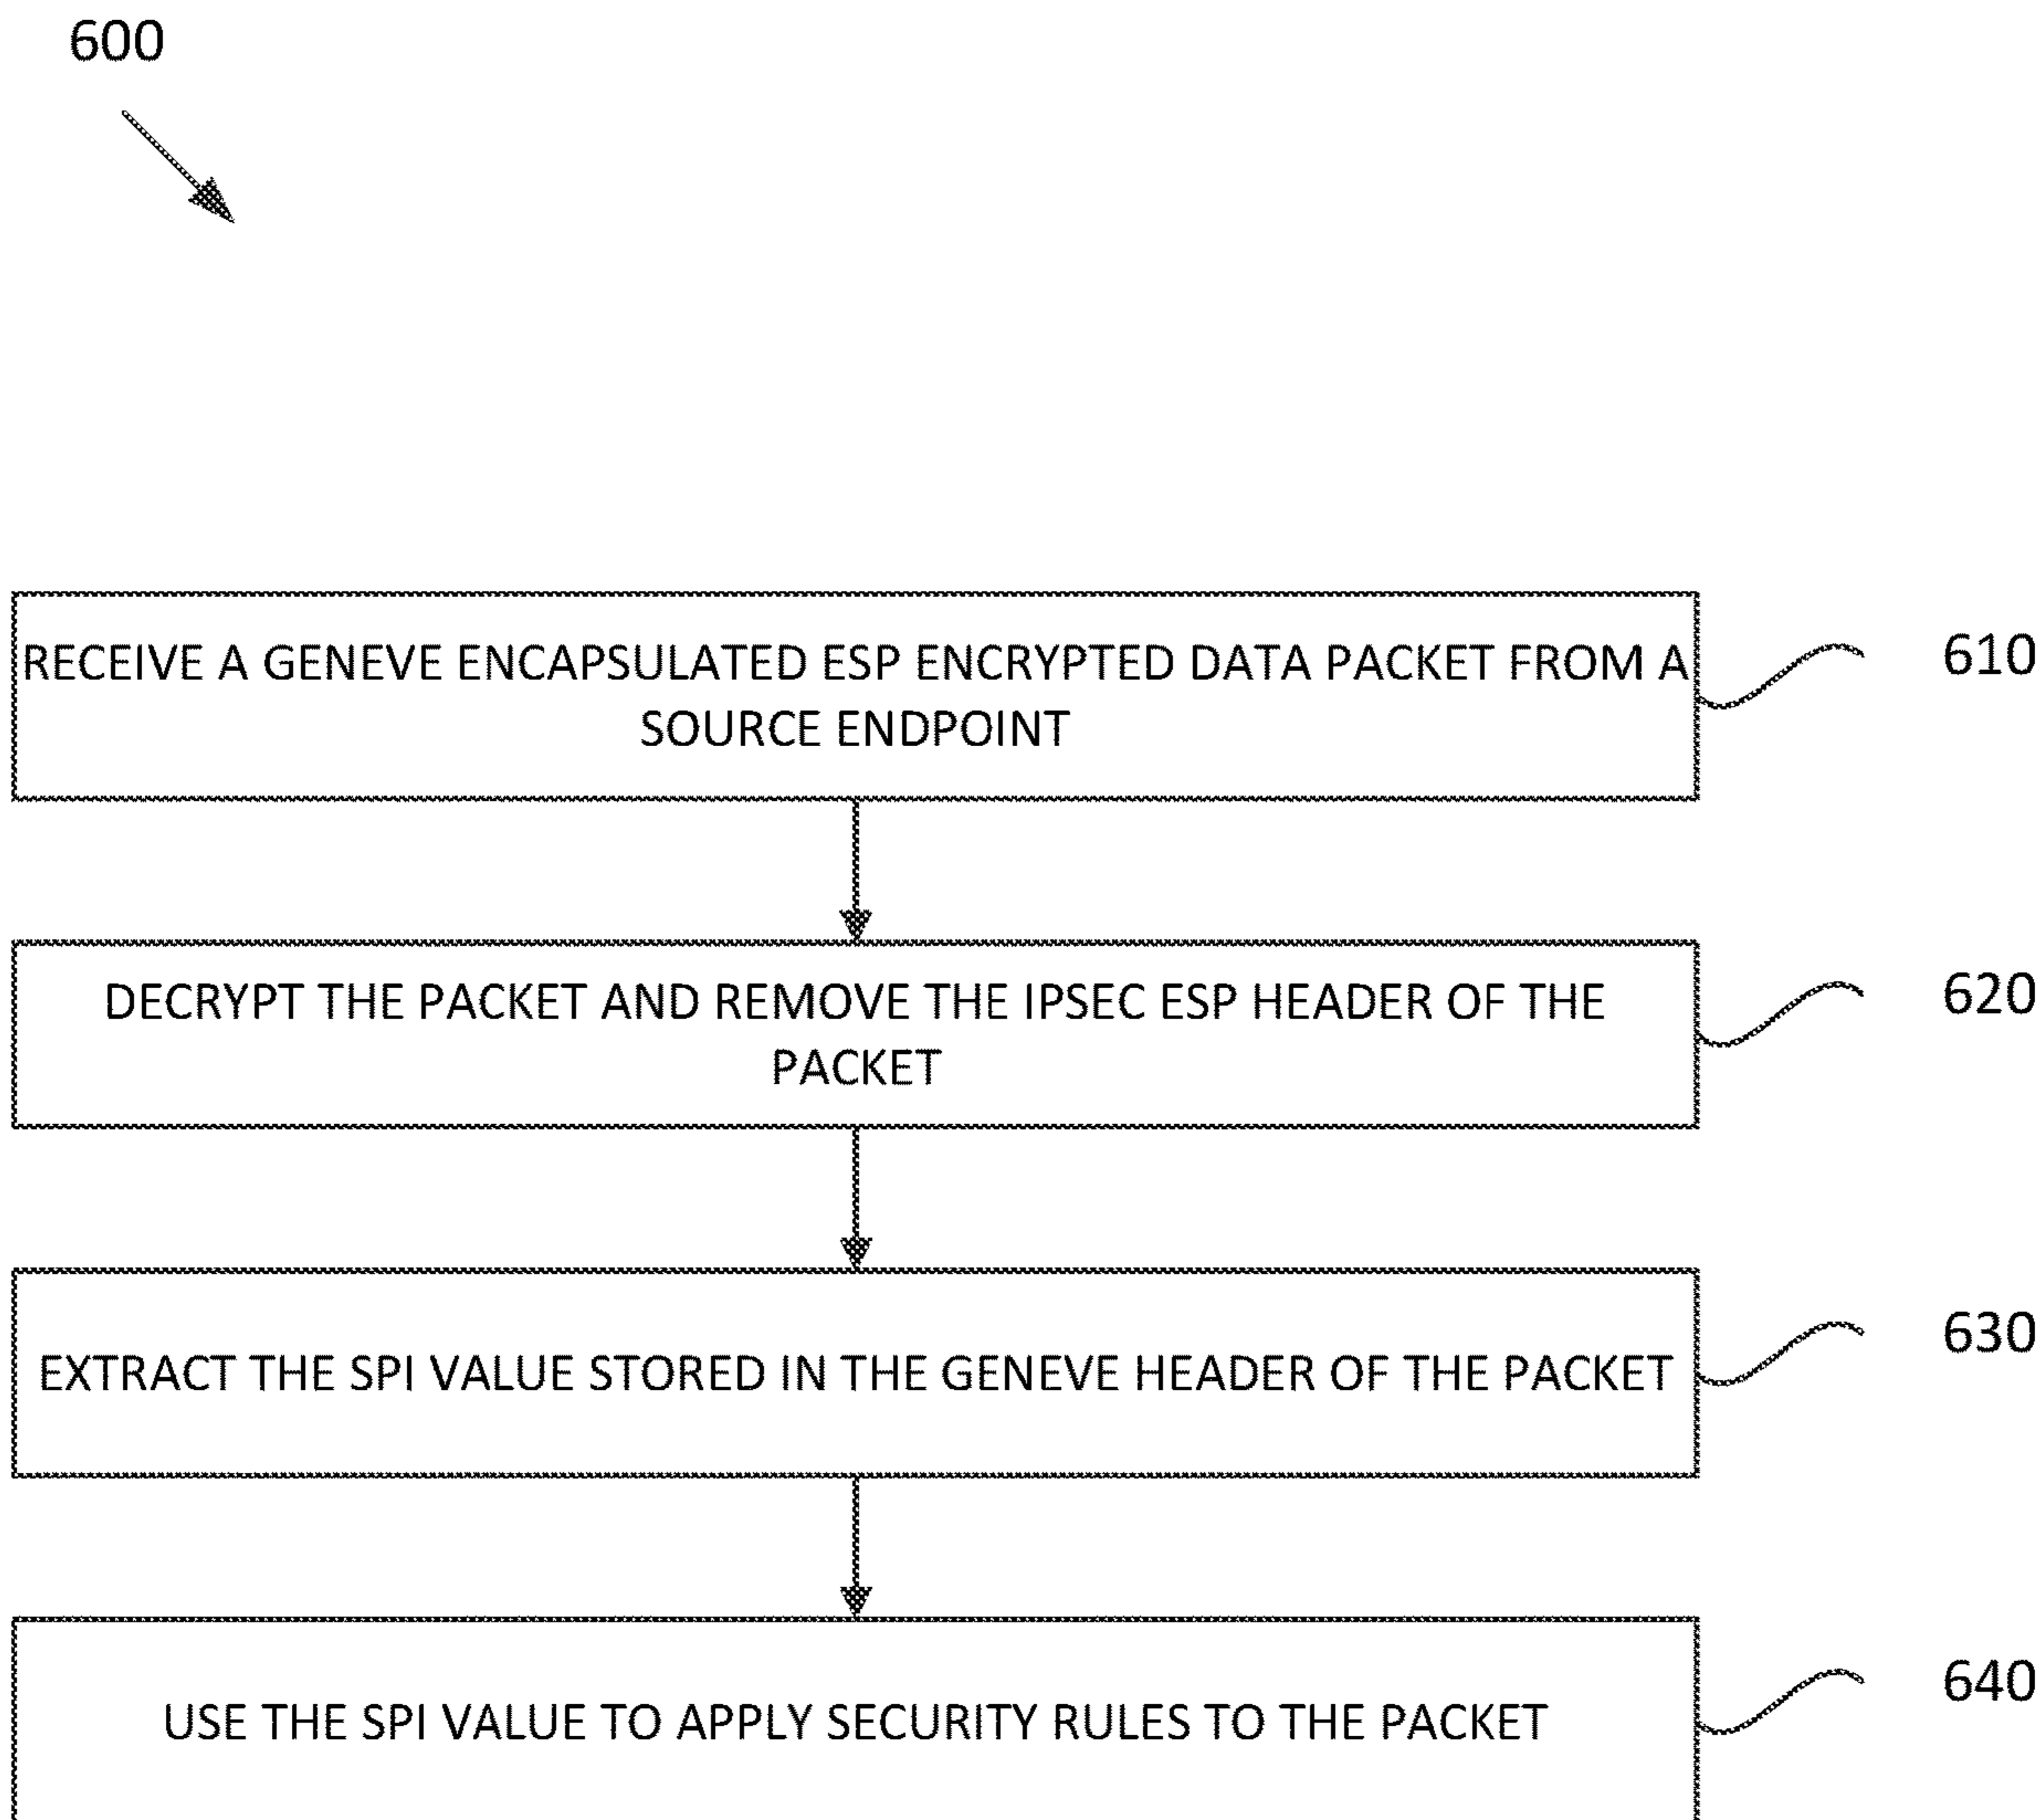 600
RECEIVE A GENEVE ENCAPSULATED ESP ENCRYPTED DATA PACKET FROM A
SOURCE ENDPOINT
610
DECRYPT THE PACKET AND REMOVE THE IPSEC ESP HEADER OF THE
PACKET
620
EXTRACT THE SPI VALUE STORED IN THE GENEVE HEADER OF THE PACKET
630
USE THE SPI VALUE TO APPLY SECURITY RULES TO THE PACKET
640